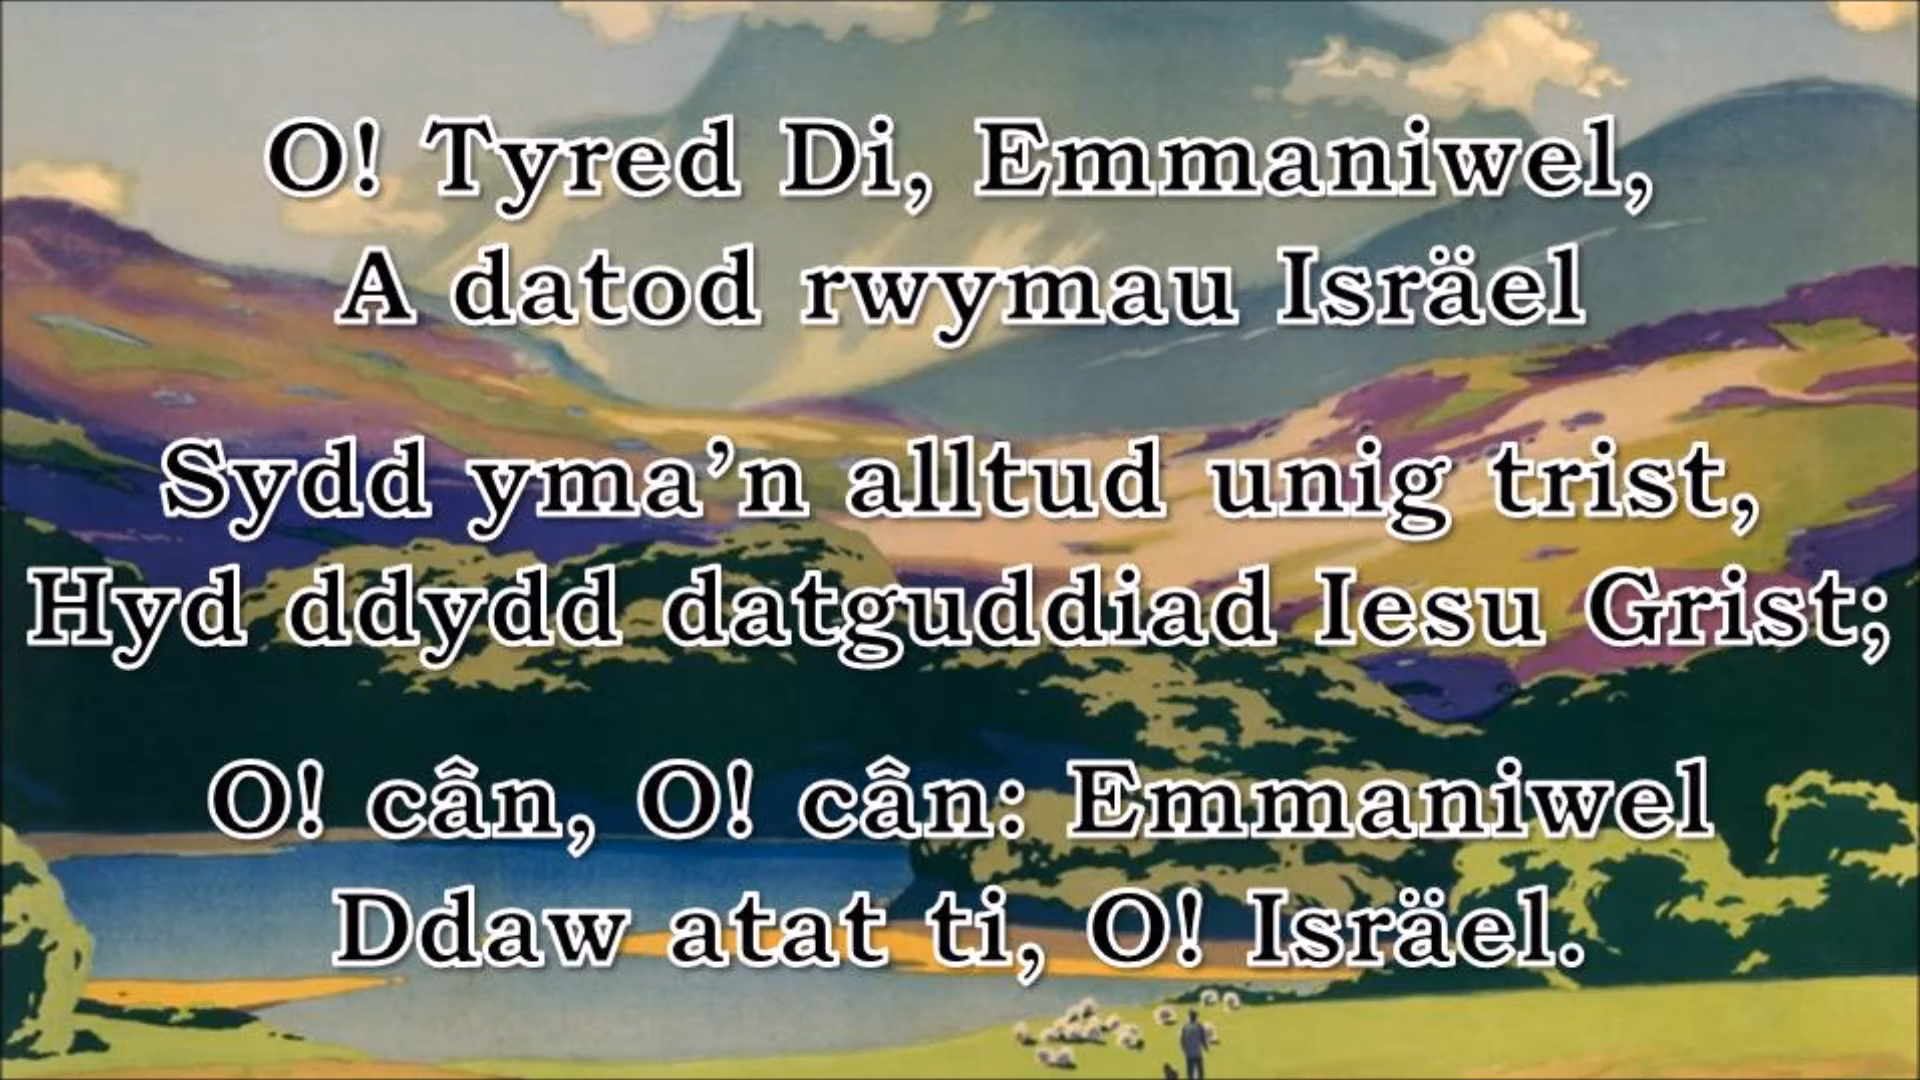 O! Tyred Di, Emmaniwel,
A datod rwymau Isräel
Sydd yma’n alltud unig trist,
Hyd ddydd datguddiad Iesu Grist;
O! cân, O! cân: Emmaniwel
Ddaw atat ti, O! Isräel.